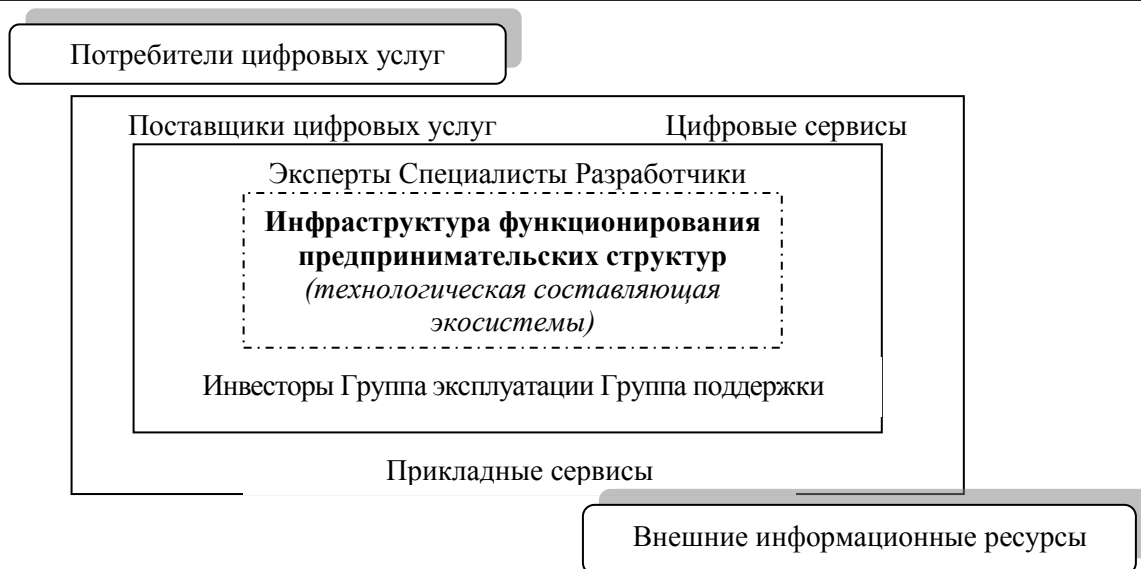 Потребители цифровых услуг
Поставщики цифровых услуг Цифровые сервисы
Эксперты Специалисты Разработчики
Инфраструктура функционирования
предпринимательских структур
(технологическая составляющая
экосистемы)
Инвесторы Группа эксплуатации Группа поддержки
Прикладные сервисы
Внешние информационные ресурсы